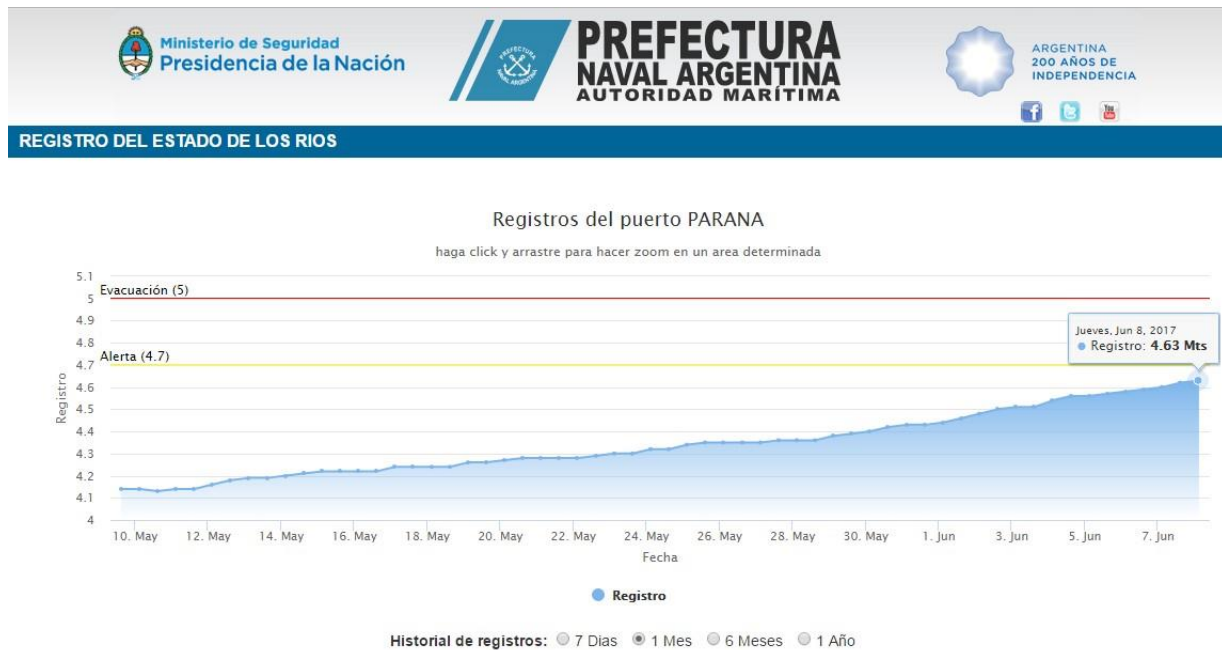 Ministerio de Seguridad
Presidencia de la Nación
PREFECTURA
NAVAL ARGENTINA
PREFECTURA
NAVAL ARGENTINA
AUTORIDAD MARÍTIMA
ARGENTINA
200 AÑOS DE
INDEPENDENCIA
You
REGISTRO DEL ESTADO DE LOS RIOS
Registros del puerto PARANA
haga click y arrastre para hacer zoom en un area determinada
5.1
Evacuación (5)
5
4.9
4.8
Alerta (4.7)
4.7
4.6
4.5
4.4
4.3
4.2
4.1
4
Registro
Jueves, Jun 8, 2017
Registro: 4.63 Mts
10. May 12. May 14. May 16. May 18. May 20. May 22. May 24. May 26. May 28. May 30. May 1. Jun 3. Jun 5. Jun 7. Jun
Fecha
Registro
Historial de registros: 7 Dias 1 Mes 6 Meses 1 Año